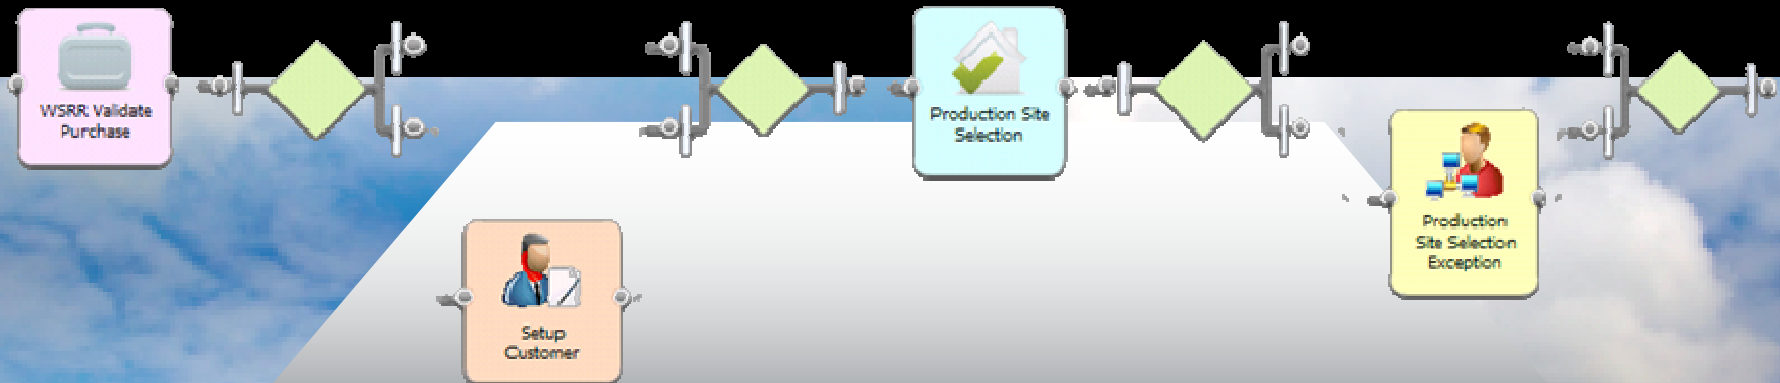 WSRR Validate
Purchase
Setup
Customer
Production Site
Selection
Production
Site Selection
Exception